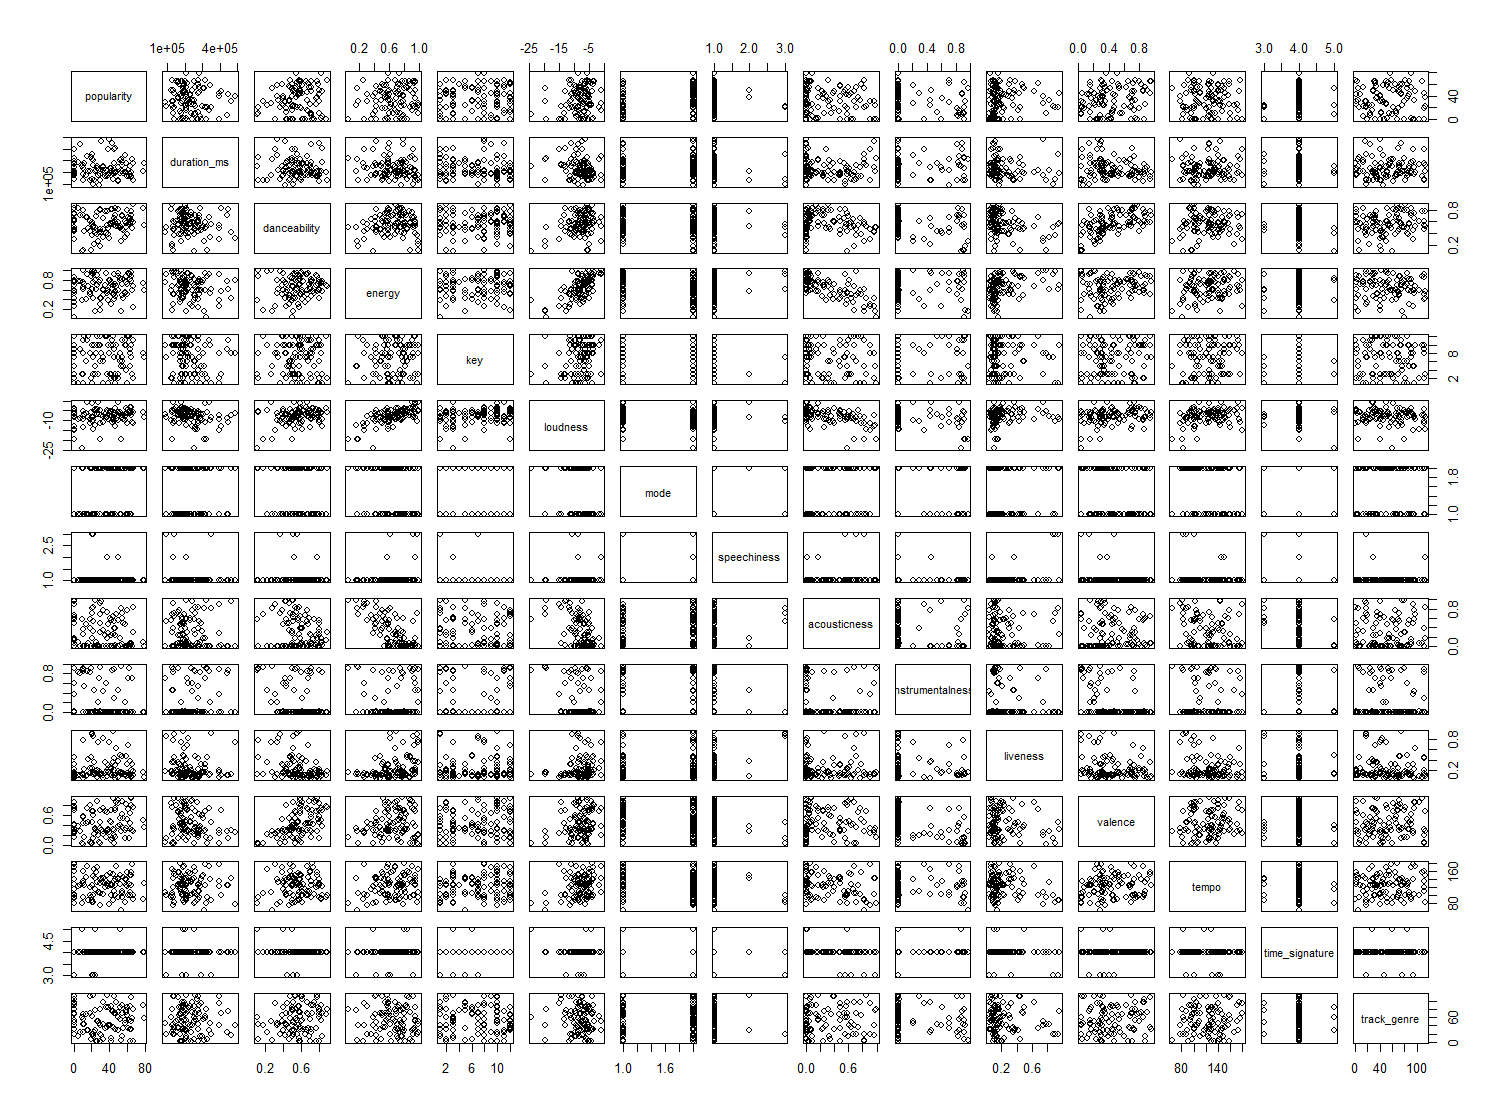 1e+05 4e+05 0.2 0.6 1.0 -25 -15 -5 1.0 2.0 3.0 0.0 0.4 0.8 0.0 0.4 0.8 3.0 4.0 5.0
popularity
0 40
duration_ms
1e+05
danceability
0.2 0.8
energy
0.2 0.8
key
2 8
loudness
-25 -10
mode
1.0 1.8
speechiness
1.0 2.5
acousticness
0.0 0.8
nstrumentalness
0.0 0.8
liveness
0.2 0.8
valence
0.0 0.6
tempo
80 160
time_signature
3.0 4.5
track_genre
0 60
0 40 80 0.2 0.6 2 4 6 8 10 1.0 1.6 0.0 0.6 0.2 0.6 80 140 0 40 100